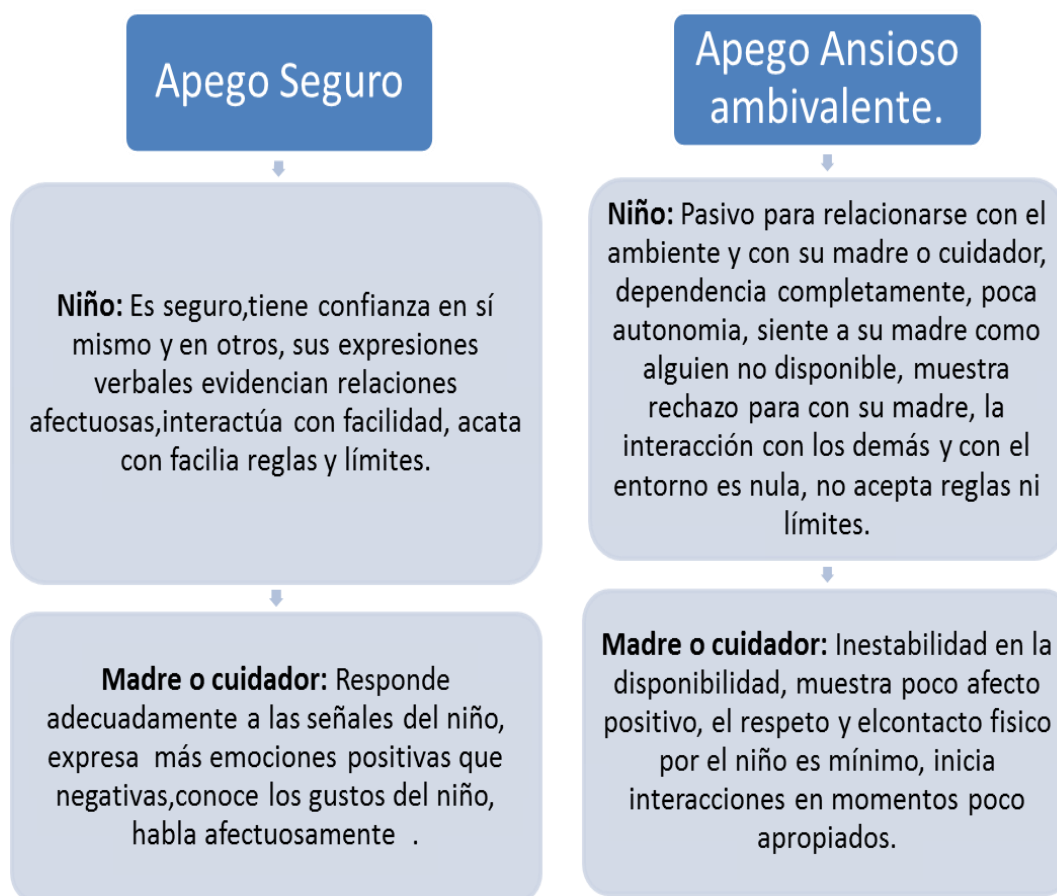 Apego Seguro
Niño: Es seguro,tiene confianza en sí
mismo y en otros, sus expresiones
verbales evidencian relaciones
afectuosas,interactúa con facilidad, acata
con facilia reglas y límites.
Madre o cuidador: Responde
adecuadamente a las señales del niño,
expresa más emociones positivas que
negativas,conoce los gustos del niño,
habla afectuosamente .
Apego Ansioso
ambivalente.
Niño: Pasivo para relacionarse con el
ambiente y con su madre o cuidador,
dependencia completamente, poca
autonomia, siente a su madre como
alguien no disponible, muestra
rechazo para con su madre, la
interacción con los demás y con el
entorno es nula, no acepta reglas ni
límites.
Madre o cuidador: Inestabilidad en la
disponibilidad, muestra poco afecto
positivo, el respeto y elcontacto fisico
por el niño es mínimo, inicia
interacciones en momentos poco
apropiados.